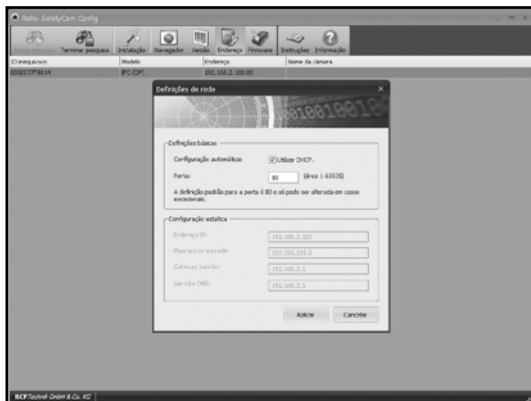 Rollei SafetyCam Config
Terminar pesquisa Instalação Navegador Versão Endereço Firmware Instruções Informação
Modelo Endereço Nome da câmara
IPC (DP) 192.168.2.100:80
Definições de rede
Definições básicas
Configuração automática: Utilizar DHCP.
Porta: 80 (área 1-65535)
A definição padrão para a porta é 80 e só pode ser alterada em casos
excecionais.
Configuração estática
Endereço IP: 192.168.2.100
Máscara de sub-rede: 255.255.255.0
Gateway padrão: 192.168.2.1
Servidor DNS: 192.168.2.1
Aplicar Cancelar
RCP Technik GmbH & Co. KG